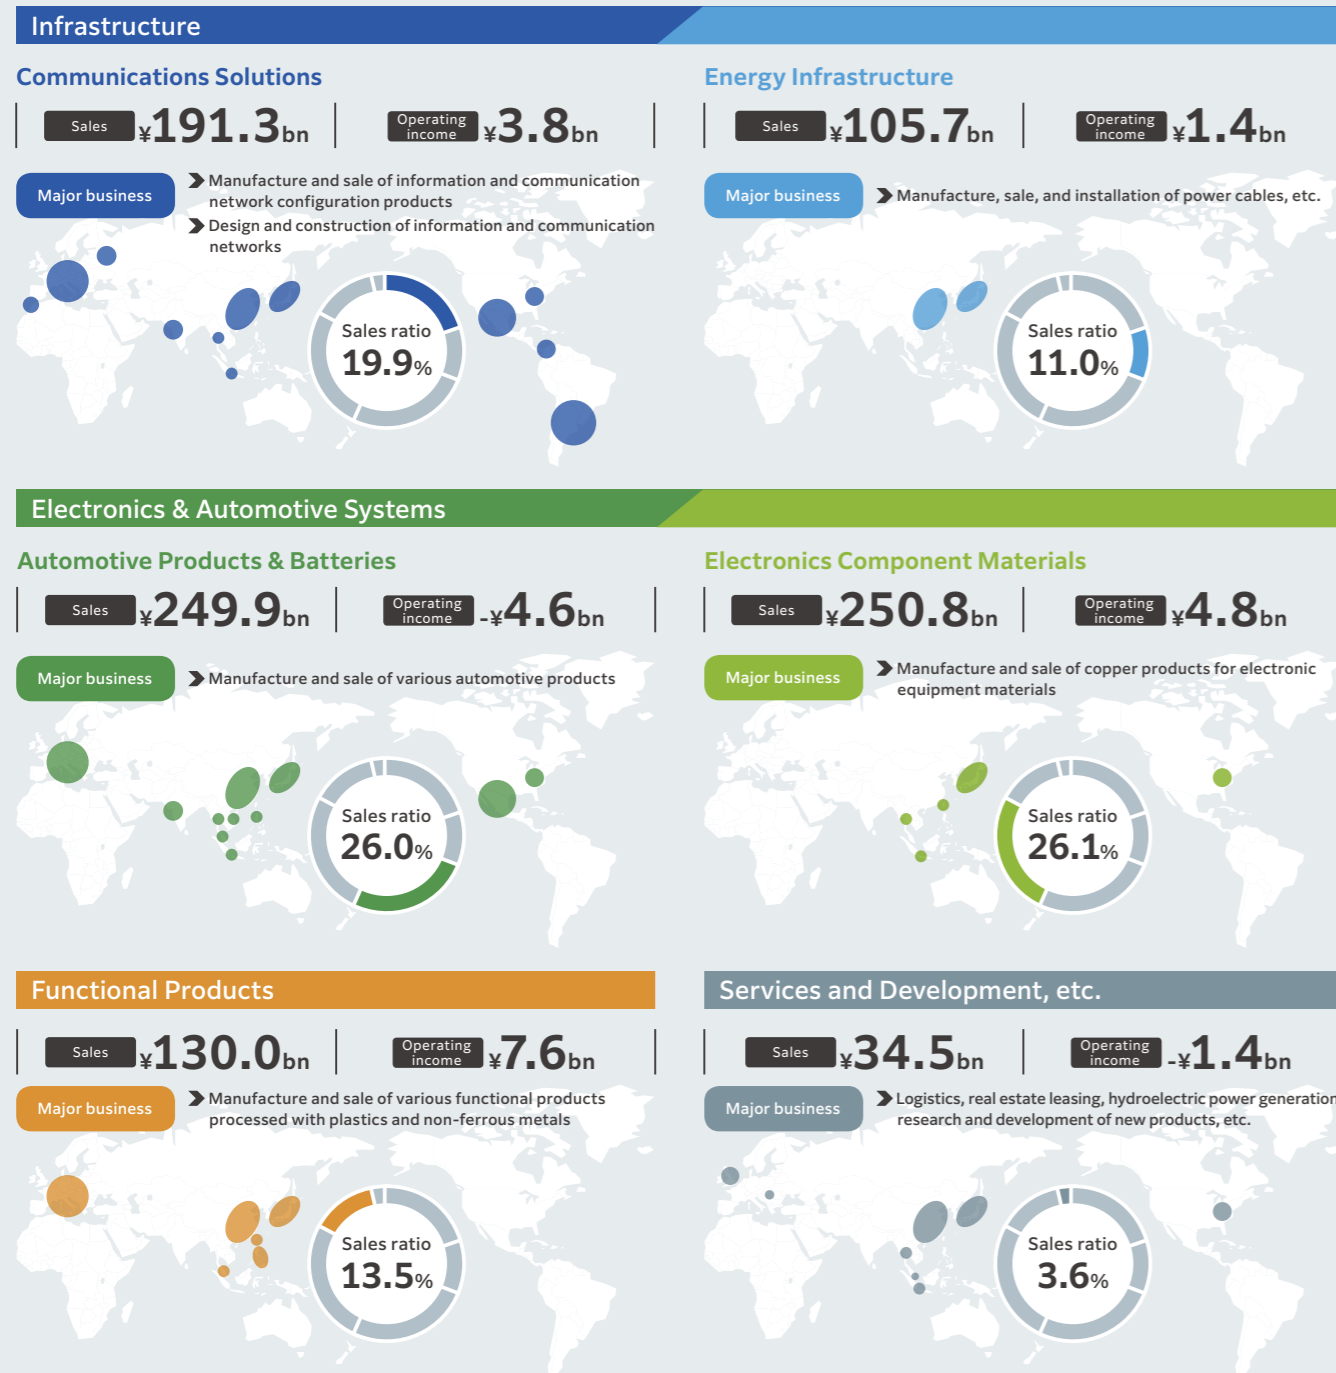 Infrastructure
Communications Solutions
Sales ¥191.3bn
Operating income ¥3.8bn
Major business
Manufacture and sale of information and communication
network configuration products
Design and construction of information and communication
networks
Sales ratio
19.9%
Energy Infrastructure
Sales ¥105.7bn
Operating income ¥1.4bn
Major business
Manufacture, sale, and installation of power cables, etc.
Sales ratio
11.0%
Electronics & Automotive Systems
Automotive Products & Batteries
Sales ¥249.9bn
Operating income -¥4.6bn
Major business
Manufacture and sale of various automotive products
Sales ratio
26.0%
Electronics Component Materials
Sales ¥250.8bn
Operating income ¥4.8bn
Major business
Manufacture and sale of copper products for electronic
equipment materials
Sales ratio
26.1%
Functional Products
Sales ¥130.0bn
Operating income ¥7.6bn
Major business
Manufacture and sale of various functional products
processed with plastics and non-ferrous metals
Sales ratio
13.5%
Services and Development, etc.
Sales ¥34.5bn
Operating income -¥1.4bn
Major business
Logistics, real estate leasing, hydroelectric power generation
research and development of new products, etc.
Sales ratio
3.6%